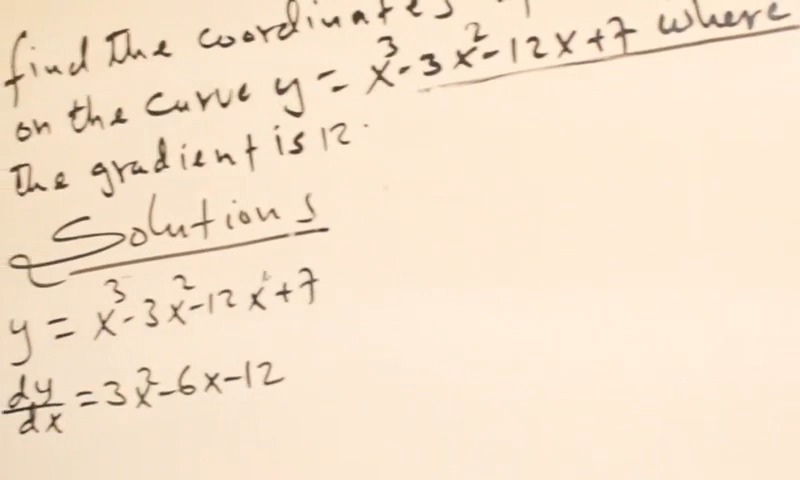 find the coordinates
on the curve y = x³-3x²-12x+7 where
the gradient is 12.
Solutions
y = x³-3x²-12x¹+7
dy/dx = 3x²-6x-12